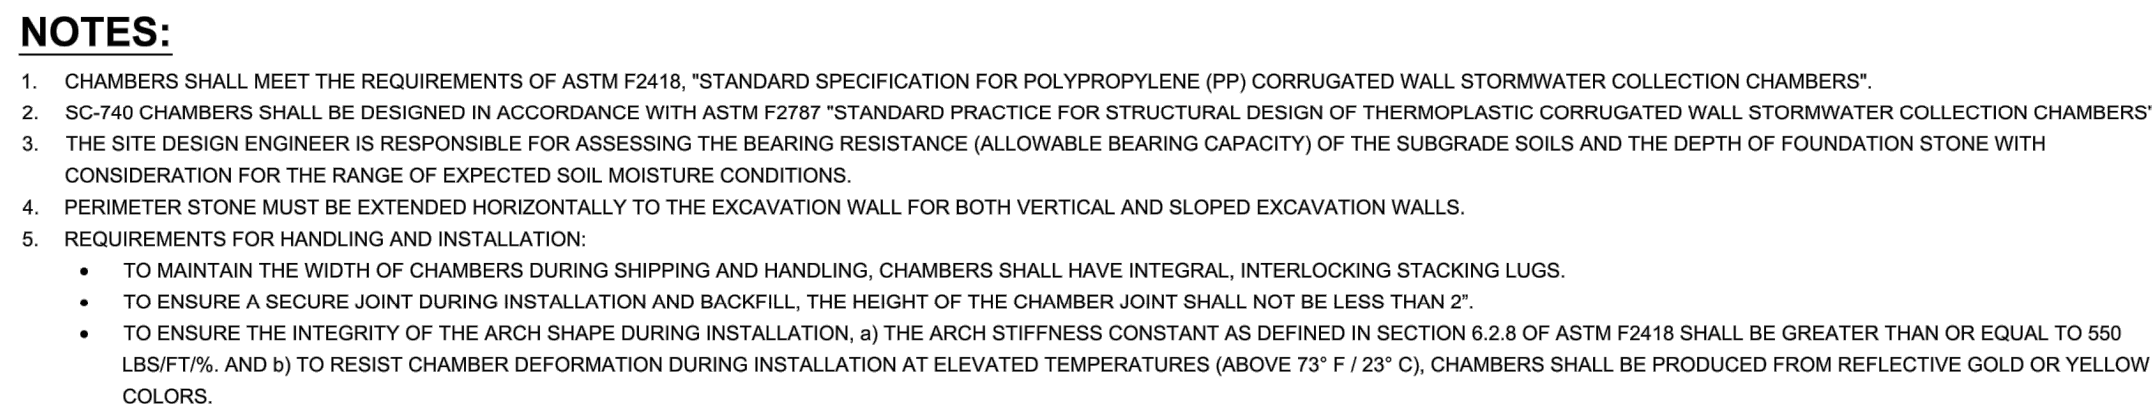 NOTES:
1. CHAMBERS SHALL MEET THE REQUIREMENTS OF ASTM F2418, "STANDARD SPECIFICATION FOR POLYPROPYLENE (PP) CORRUGATED WALL STORMWATER COLLECTION CHAMBERS".
2. SC-740 CHAMBERS SHALL BE DESIGNED IN ACCORDANCE WITH ASTM F2787 "STANDARD PRACTICE FOR STRUCTURAL DESIGN OF THERMOPLASTIC CORRUGATED WALL STORMWATER COLLECTION CHAMBERS"
3. THE SITE DESIGN ENGINEER IS RESPONSIBLE FOR ASSESSING THE BEARING RESISTANCE (ALLOWABLE BEARING CAPACITY) OF THE SUBGRADE SOILS AND THE DEPTH OF FOUNDATION STONE WITH
CONSIDERATION FOR THE RANGE OF EXPECTED SOIL MOISTURE CONDITIONS.
4. PERIMETER STONE MUST BE EXTENDED HORIZONTALLY TO THE EXCAVATION WALL FOR BOTH VERTICAL AND SLOPED EXCAVATION WALLS.
5. REQUIREMENTS FOR HANDLING AND INSTALLATION:
• TO MAINTAIN THE WIDTH OF CHAMBERS DURING SHIPPING AND HANDLING, CHAMBERS SHALL HAVE INTEGRAL, INTERLOCKING STACKING LUGS.
• TO ENSURE A SECURE JOINT DURING INSTALLATION AND BACKFILL, THE HEIGHT OF THE CHAMBER JOINT SHALL NOT BE LESS THAN 2”.
• TO ENSURE THE INTEGRITY OF THE ARCH SHAPE DURING INSTALLATION, a) THE ARCH STIFFNESS CONSTANT AS DEFINED IN SECTION 6.2.8 OF ASTM F2418 SHALL BE GREATER THAN OR EQUAL TO 550
LBS/FT/%. AND b) TO RESIST CHAMBER DEFORMATION DURING INSTALLATION AT ELEVATED TEMPERATURES (ABOVE 73° F / 23° C), CHAMBERS SHALL BE PRODUCED FROM REFLECTIVE GOLD OR YELLOW
COLORS.